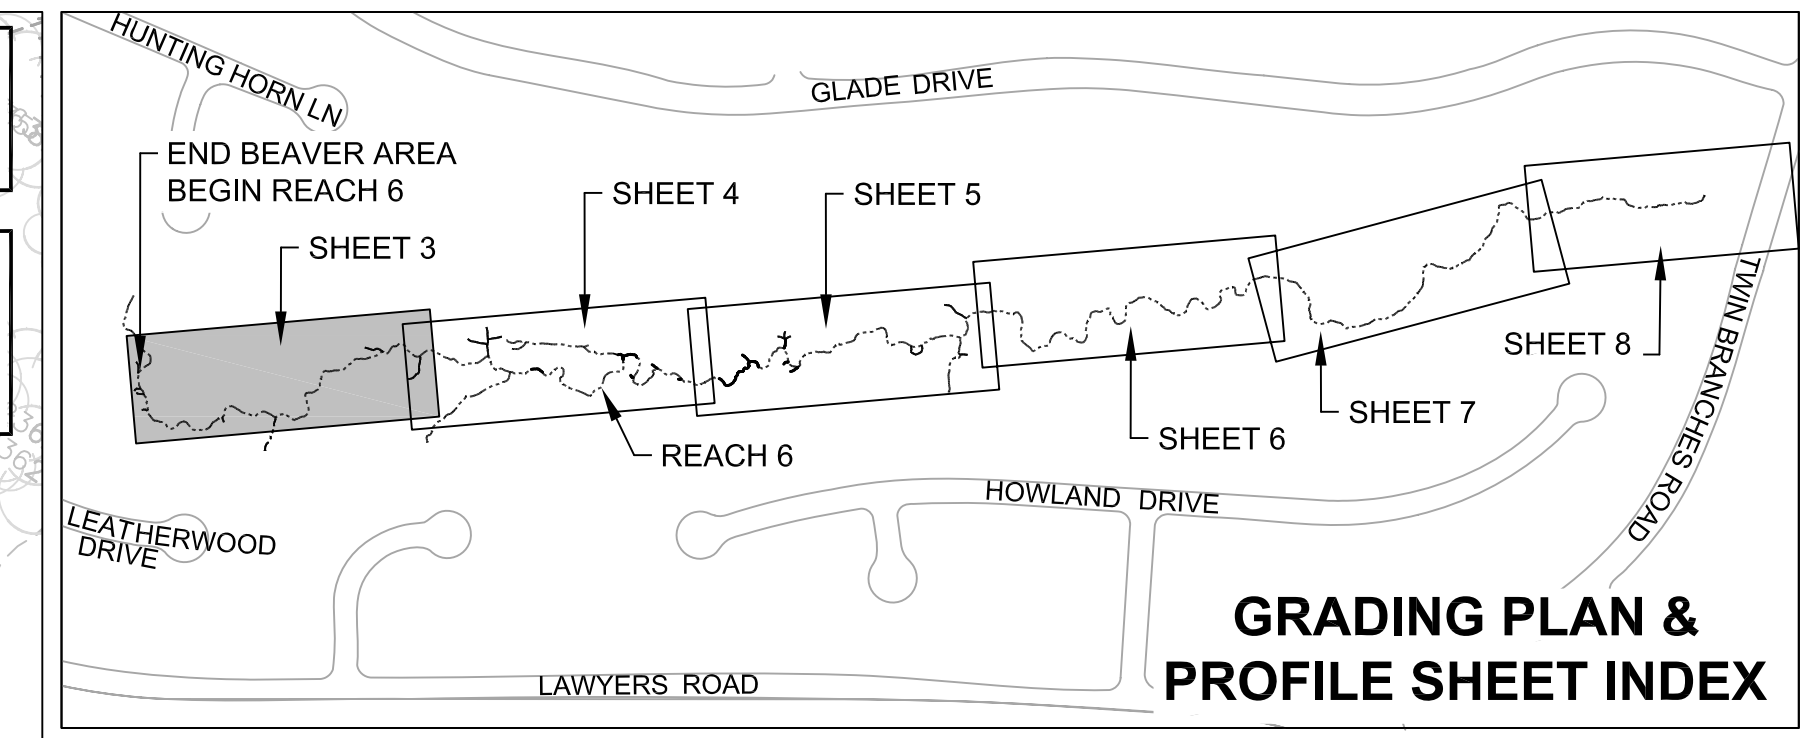 HUNTING HORN LN
GLADE DRIVE
END BEAVER AREA
BEGIN REACH 6
SHEET 4
SHEET 5
SHEET 3
TWIN BRANCHES ROAD
SHEET 8
SHEET 7
SHEET 6
REACH 6
HOWLAND DRIVE
LEATHERWOOD
DRIVE
GRADING PLAN &
PROFILE SHEET INDEX
LAWYERS ROAD